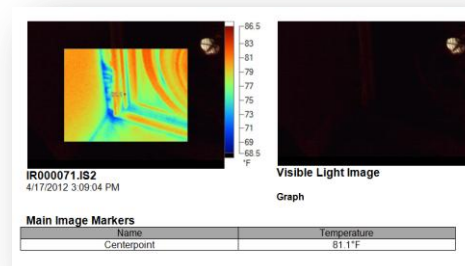 86.5
83
81
79
77
75
73
71
69
68.5
°F
IR000071.IS2
4/17/2012 3:09:04 PM
Visible Light Image
Graph
Main Image Markers
Name Temperature
Centerpoint 81.1°F